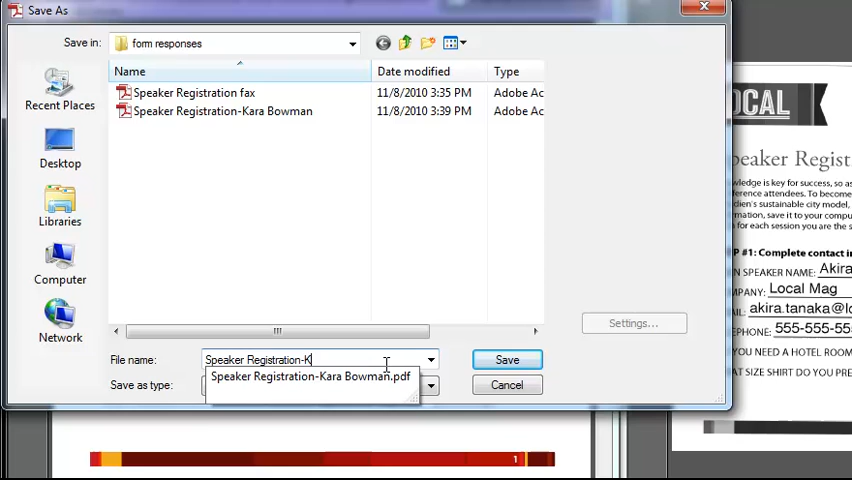 Save As
Save in:
form responses
Name
Date modified
Type
Speaker Registration fax
11/8/2010 3:35 PM
Adobe Ac
Speaker Registration-Kara Bowman
11/8/2010 3:39 PM
Adobe Ac
Recent Places
Desktop
Libraries
Computer
Network
Settings...
File name:
Speaker Registration-K
Save
Speaker Registration-Kara Bowman.pdf
Save as type:
Cancel
1
LOCAL
peaker Regist
wledge is key for success, so as
ference attendees. To become
dien's sustainable city model,
mation, save it to your compu
n for each session you are the s
P #1: Complete contact in
N SPEAKER NAME: Akira
MPANY: Local Mag
AIL: akira.tanaka@lo
EPHONE: 555-555-55
YOU NEED A HOTEL ROOM
AT SIZE SHIRT DO YOU PRE